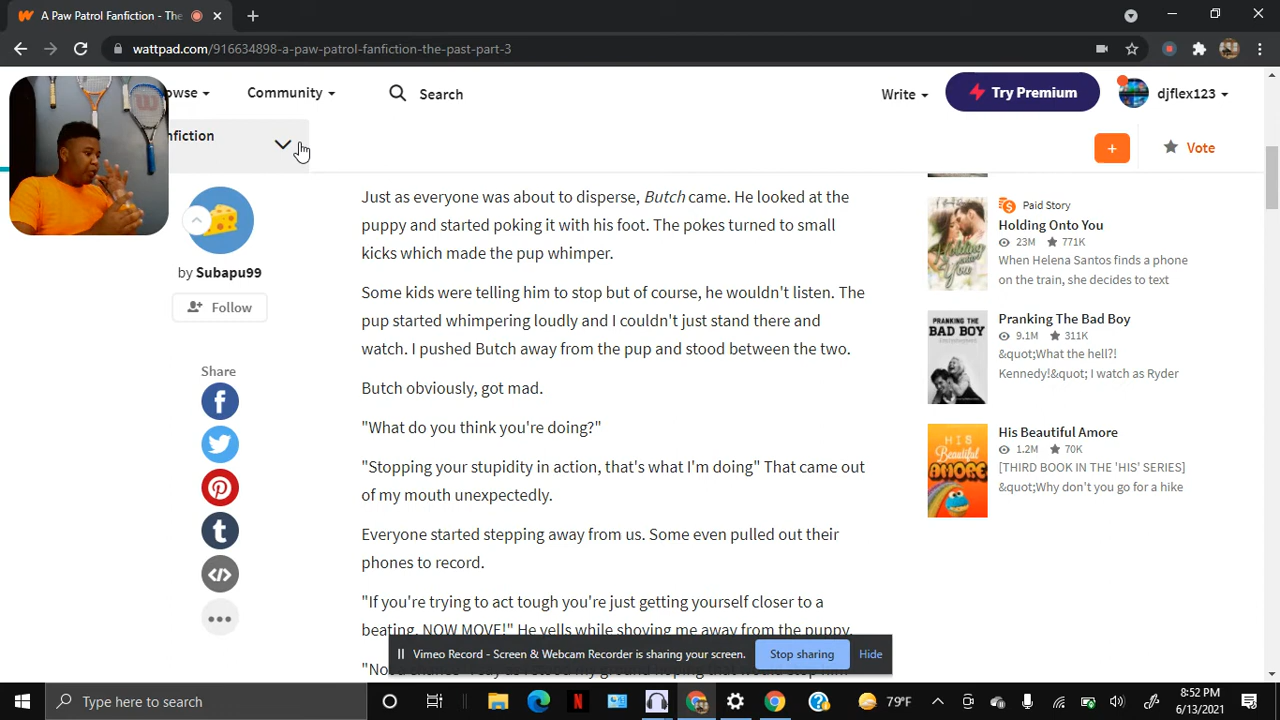 A Paw Patrol Fanfiction - The
wattpad.com/916634898-a-paw-patrol-fanfiction-the-past-part-3
owse
Community
Search
Write
Try Premium
djflex123
nfiction
+
Vote
by Subapu99
Follow
Share
Just as everyone was about to disperse, Butch came. He looked at the
puppy and started poking it with his foot. The pokes turned to small
kicks which made the pup whimper.
Some kids were telling him to stop but of course, he wouldn't listen. The
pup started whimpering loudly and I couldn't just stand there and
watch. I pushed Butch away from the pup and stood between the two.
Butch obviously, got mad.
"What do you think you're doing?"
"Stopping your stupidity in action, that's what I'm doing" That came out
of my mouth unexpectedly.
Everyone started stepping away from us. Some even pulled out their
phones to record.
"If you're trying to act tough you're just getting yourself closer to a
beating. NOW MOVE!" He yells while shoving me away from the puppy.
Paid Story
Holding Onto You
23M 771K
When Helena Santos finds a phone
on the train, she decides to text
PRANKING THE
BAD BOY
Pranking The Bad Boy
9.1M 311K
&quot;What the hell?!
Kennedy!&quot; I watch as Ryder
HIS
BEAUTIFUL
AMORE
His Beautiful Amore
1.2M 70K
[THIRD BOOK IN THE 'HIS' SERIES]
&quot;Why don't you go for a hike
Vimeo Record - Screen & Webcam Recorder is sharing your screen.
Stop sharing
Hide
Type here to search
79°F
8:52 PM
6/13/2021